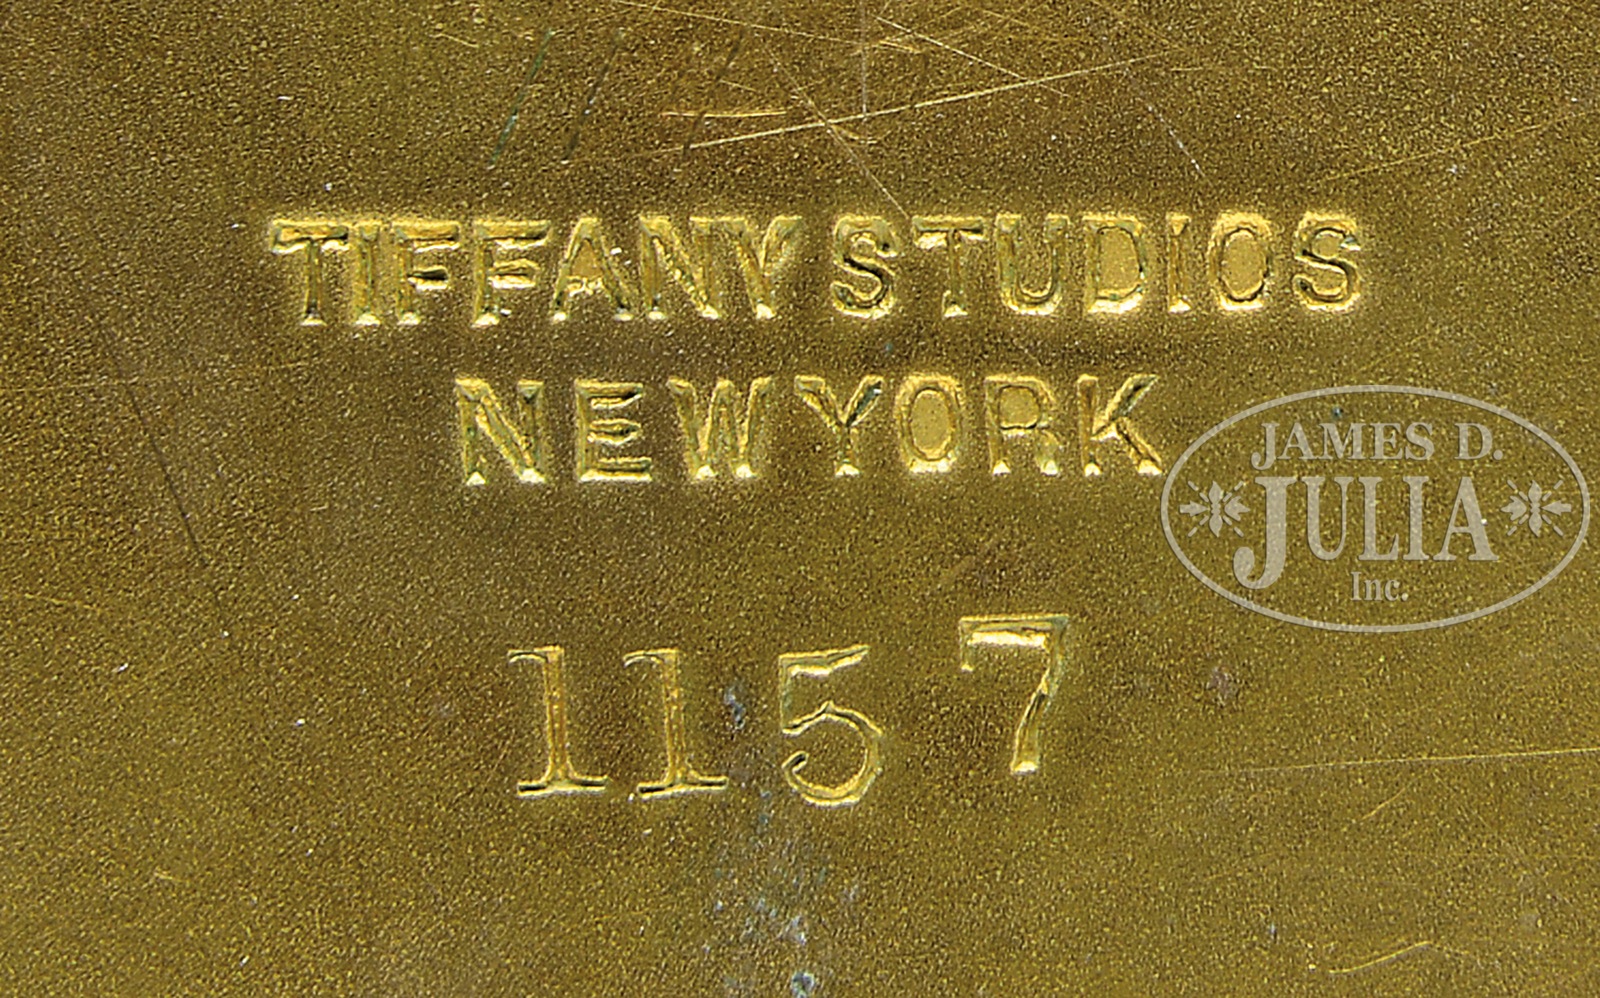 TIFFANY STUDIOS
NEW YORK
JAMES D.
JULIA
Inc.
1157